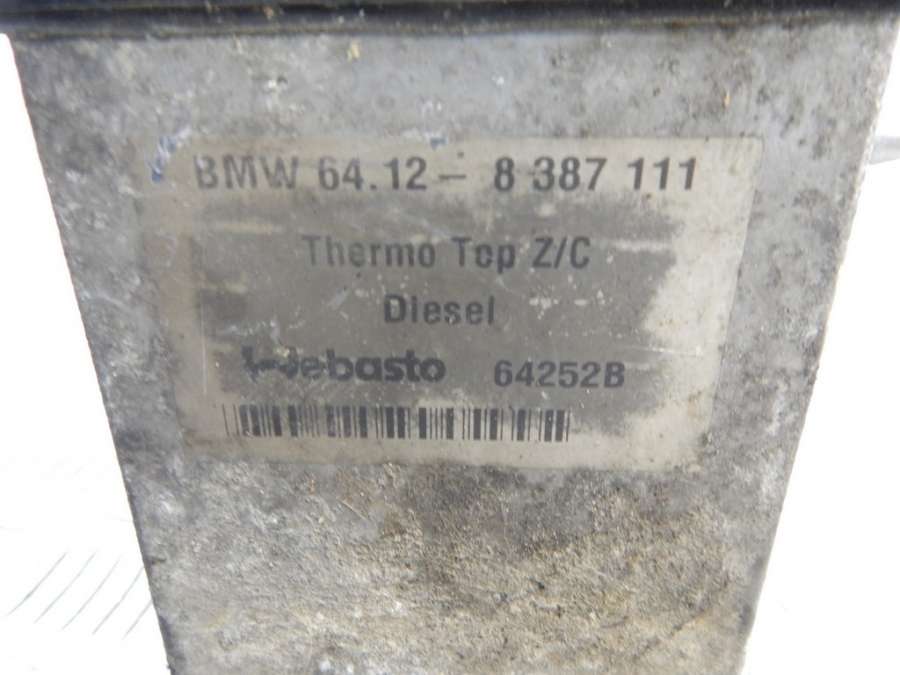 BMW 64.12 - 8 387 111
Thermo Top Z/C
Diesel
Webasto 64252B